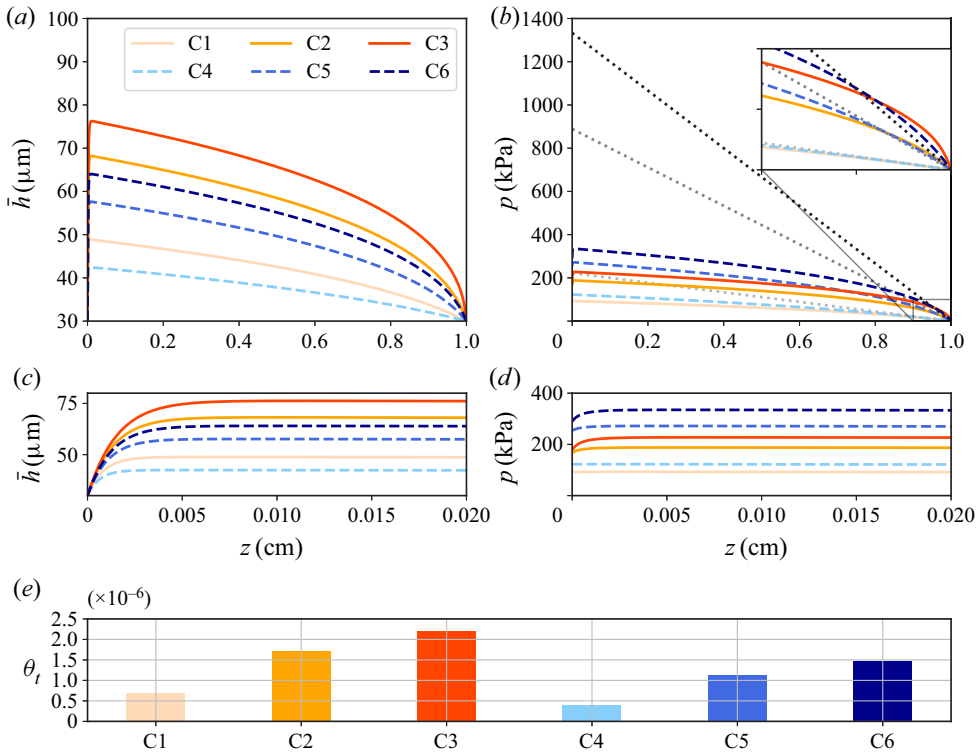 (a)
100
90
80
70
60
50
40
30
h̄ (μm)
C1 C2 C3
C4 C5 C6
0 0.2 0.4 0.6 0.8 1.0
(b)
1400
1200
1000
800
600
400
200
p (kPa)
0 0.2 0.4 0.6 0.8 1.0
(c)
75
50
h̄ (μm)
0 0.005 0.010 0.015 0.020
z (cm)
(d)
400
200
p (kPa)
0 0.005 0.010 0.015 0.020
z (cm)
(e)
(×10–6)
2.5
2.0
1.5
1.0
0.5
0
θt
C1 C2 C3 C4 C5 C6